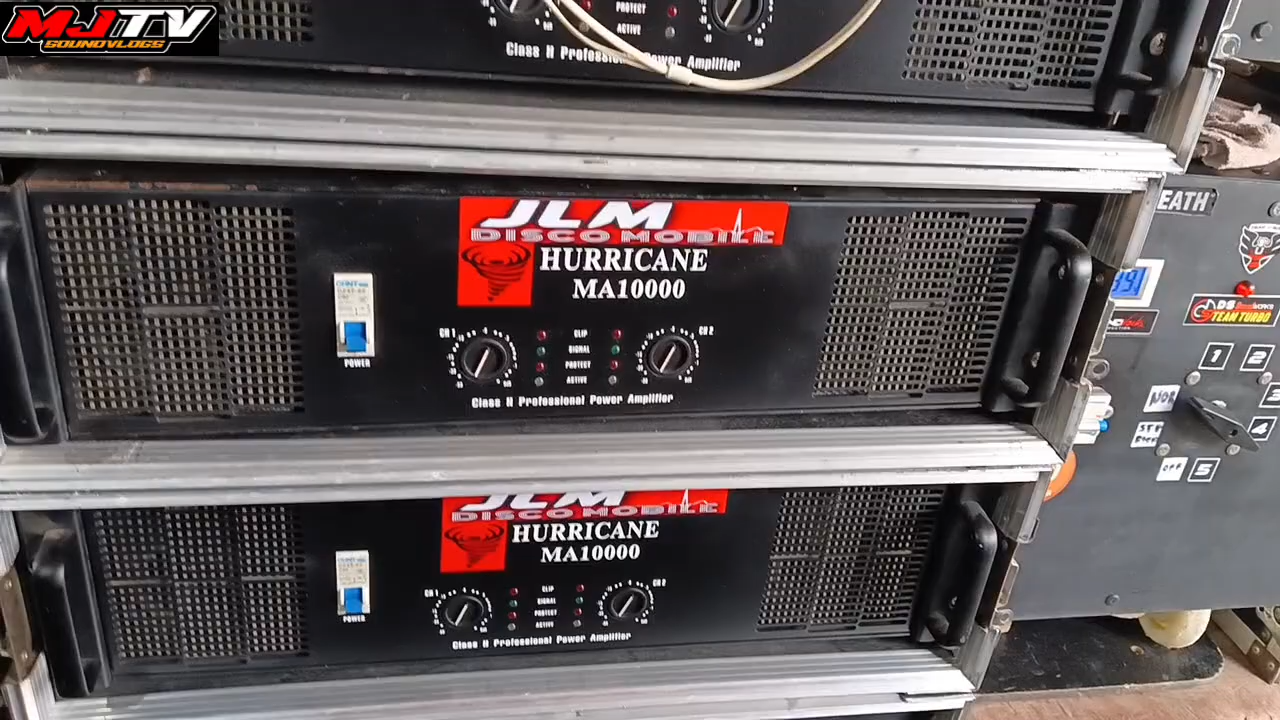 MJTV
SOUNDVLOGS
PROTECT
ACTIVE
Class H Professional Power Amplifier
JLM
DISCO MOBILE
HURRICANE
MA10000
CHNT
POWER
CH 1
CH 2
CLIP
SIGNAL
PROTECT
ACTIVE
Class H Professional Power Amplifier
JLM
DISCO MOBILE
HURRICANE
MA10000
POWER
CH 1
CH 2
CLIP
SIGNAL
PROTECT
ACTIVE
Class H Professional Power Amplifier
EATH
DS
TEAM TURBO
1
2
3
4
5
NOR
OFF